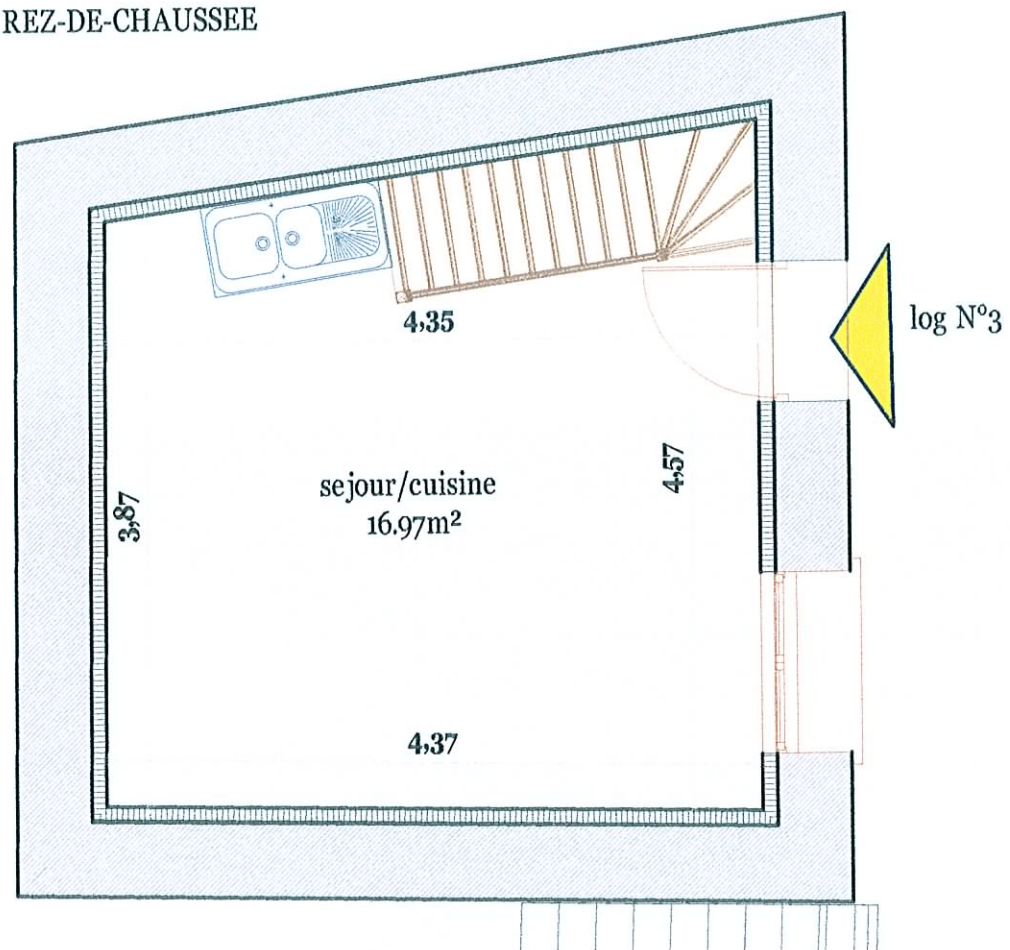 REZ-DE-CHAUSSEE
log N°3
4,35
4,57
sejour/cuisine
16.97m²
3,87
4,37